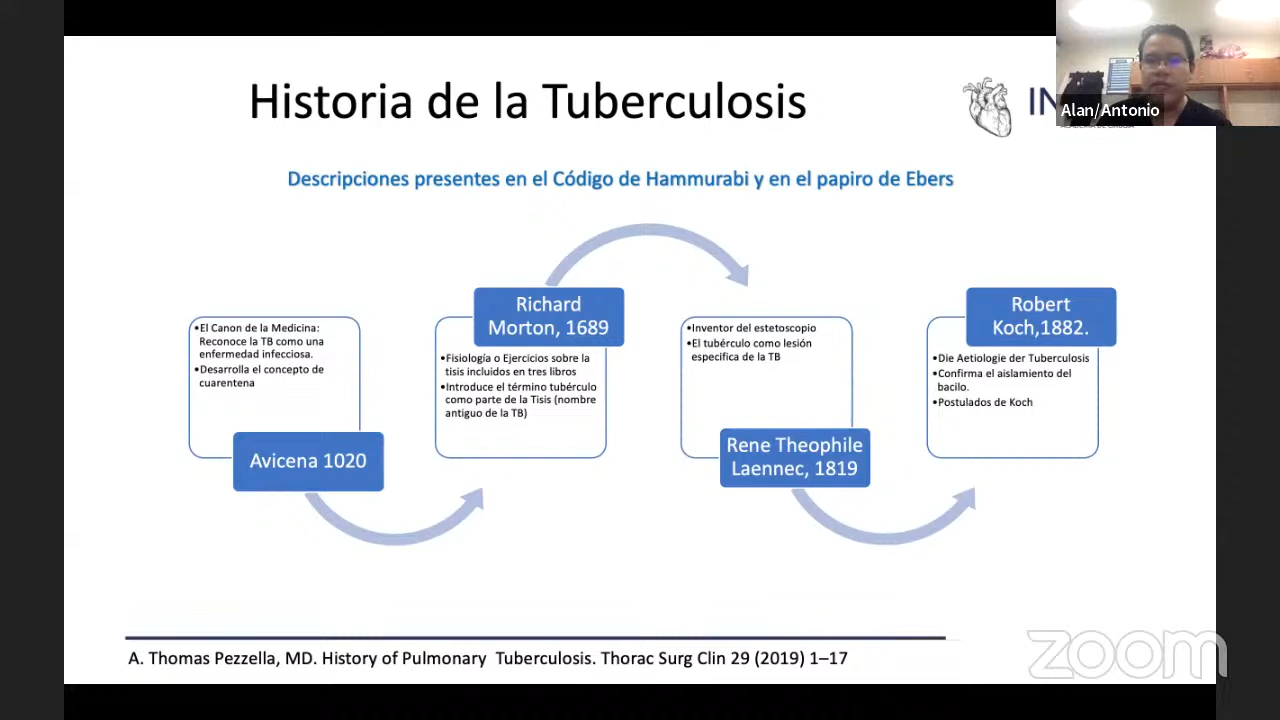 Historia de la Tuberculosis
IN
Alan/Antonio
Descripciones presentes en el Código de Hammurabi y en el papiro de Ebers
•El Canon de la Medicina:
Reconoce la TB como una
enfermedad infecciosa.
•Desarrolla el concepto de
cuarentena
Avicena 1020
Richard
Morton, 1689
•Fisiología o Ejercicios sobre la
tisis incluidos en tres libros
•Introduce el término tubérculo
como parte de la Tisis (nombre
antiguo de la TB)
•Inventor del estetoscopio
•El tubérculo como lesión
especifica de la TB
Rene Theophile
Laennec, 1819
Robert
Koch,1882.
•Die Aetiologie der Tuberculosis
•Confirma el aislamiento del
bacilo.
•Postulados de Koch
A. Thomas Pezzella, MD. History of Pulmonary Tuberculosis. Thorac Surg Clin 29 (2019) 1–17
zoom